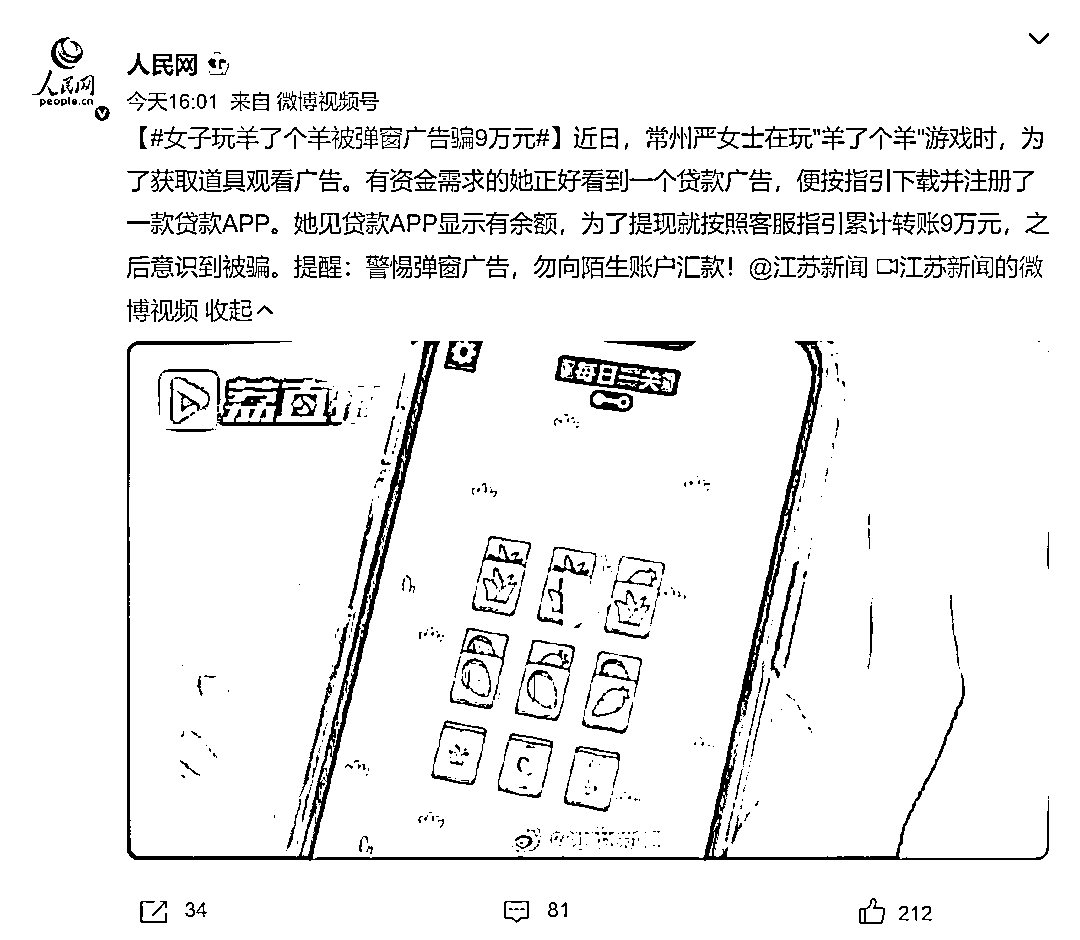 人民网
人民网
people.cn
今天16:01 来自 微博视频号
【#女子玩羊了个羊被弹窗广告骗9万元#】近日，常州严女士在玩"羊了个羊"游戏时，为
了获取道具观看广告。有资金需求的她正好看到一个贷款广告，便按指引下载并注册了
一款贷款APP。她见贷款APP显示有余额，为了提现就按照客服指引累计转账9万元，之
后意识到被骗。提醒：警惕弹窗广告，勿向陌生账户汇款！@江苏新闻 江苏新闻的微
博视频 收起
荔直播
每日一关
@江苏新闻
34
81
212